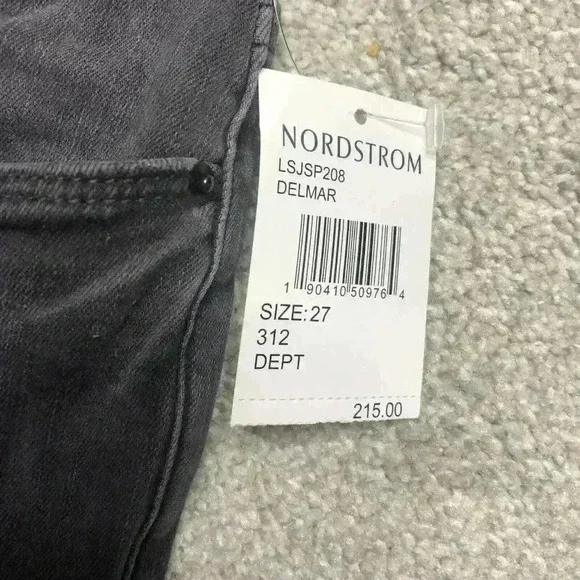 NORDSTROM
LSJSP208
DELMAR
1 90410 50976 4
SIZE: 27
312
DEPT
215.00